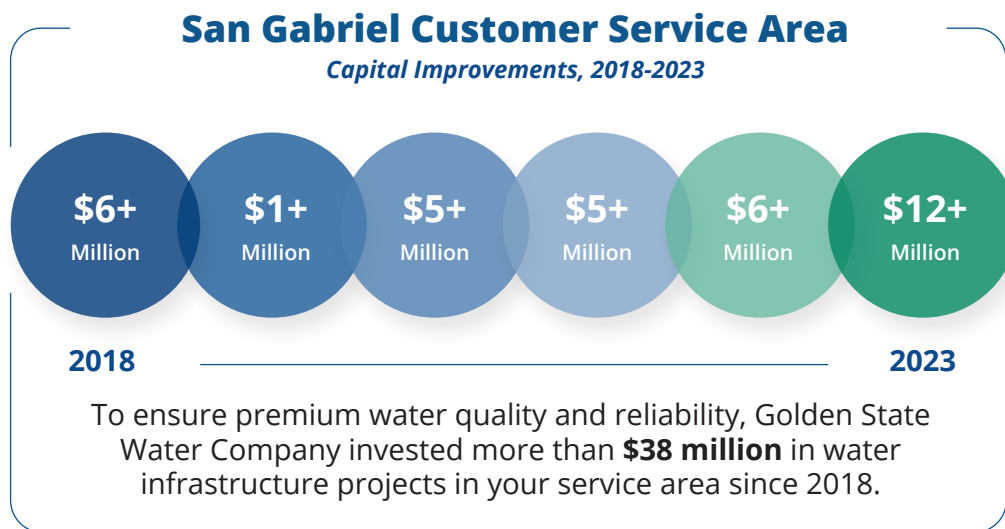 San Gabriel Customer Service Area
Capital Improvements, 2018-2023
$6+ $1+ $5+ $5+ $6+ $12+
Million Million Million Million Million Million
2018 2023
To ensure premium water quality and reliability, Golden State
Water Company invested more than $38 million in water
infrastructure projects in your service area since 2018.